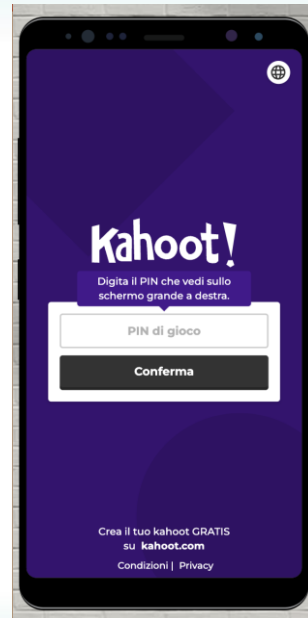 Kahoot!
Digita il PIN che vedi sullo
schermo grande a destra.
PIN di gioco
Conferma
Crea il tuo kahoot GRATIS
su kahoot.com
Condizioni | Privacy